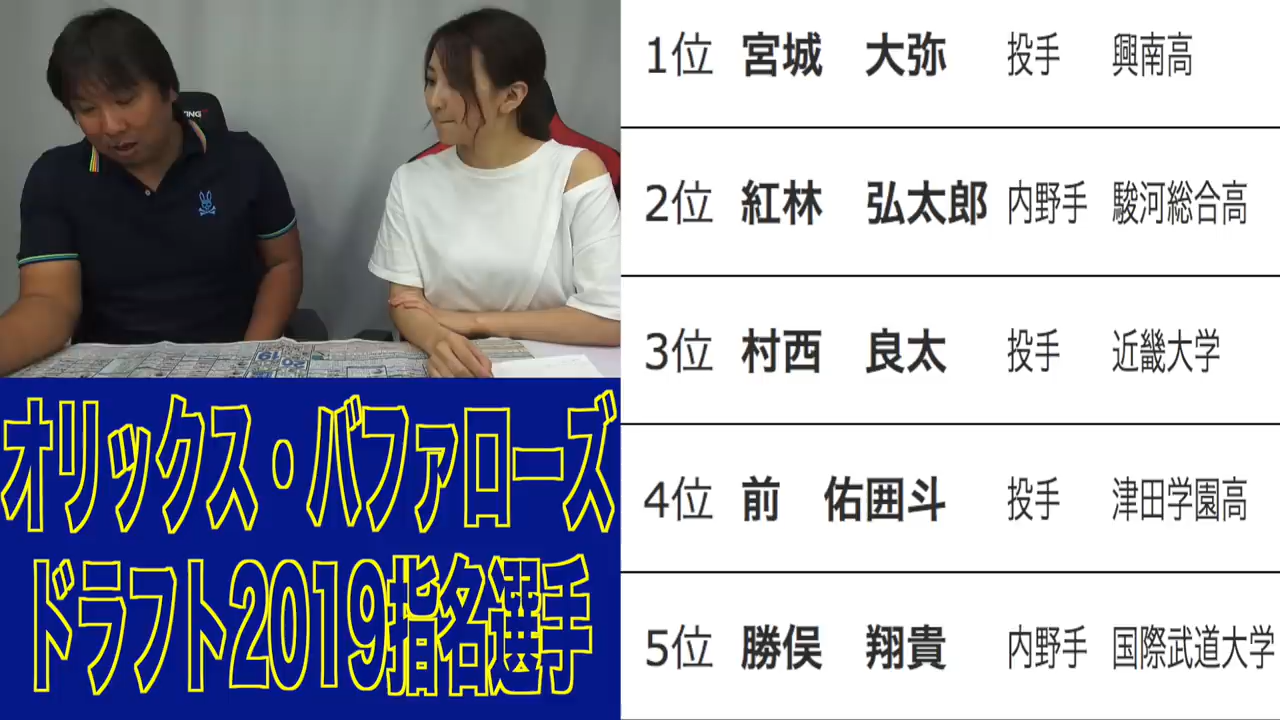 1位 宮城 大弥 投手 興南高
2位 紅林 弘太郎 内野手 駿河総合高
3位 村西 良太 投手 近畿大学
4位 前 佑囲斗 投手 津田学園高
5位 勝俣 翔貴 内野手 国際武道大学
オリックス・バファローズ
ドラフト2019指名選手
2019